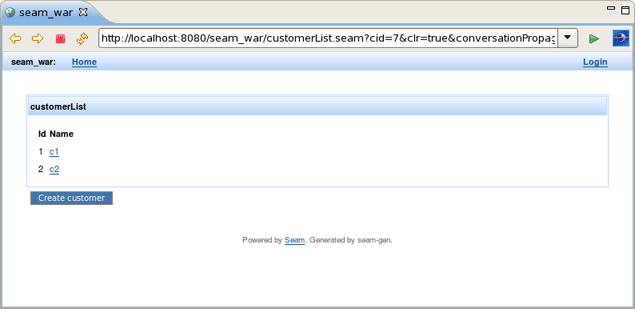 seam_war
http://localhost:8080/seam_war/customerList.seam?cid=7&clr=true&conversationPropa
seam_war: Home Login
customerList
Id Name
1 c1
2 c2
Create customer
Powered by Seam. Generated by seam-gen.